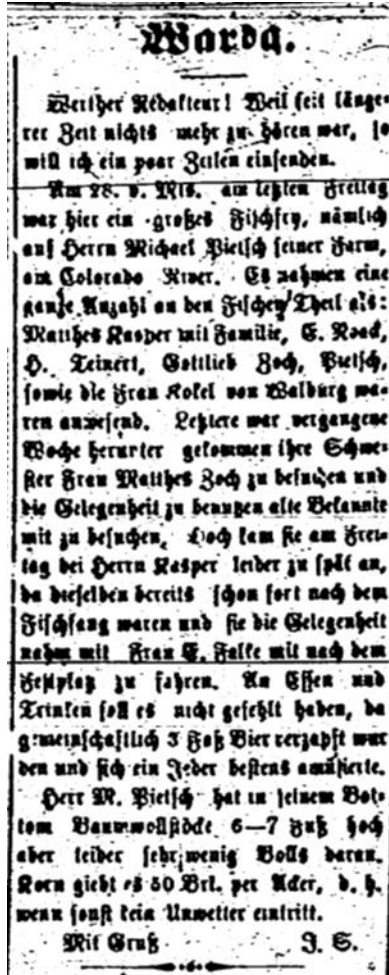 Warda.
Werther Redakteur! Weil seit länge-
rer Zeit nichts mehr zu hören war, so
will ich ein paar Zeilen einsenden.
Am 28. v. Mts. am letzten Freitag
war hier ein großes Fischfry, nämlich
auf Herrn Michael Pietsch seiner Farm,
am Colorado River. Es nahmen eine
ganze Anzahl an den Fischen Theil als:
Matthes Kasper mit Familie, E. Noack,
H. Teinert, Gottlieb Zoch, Pietsch,
sowie die Frau Kokel von Walburg wa-
ren anwesend. Letztere war vergangene
Woche herunter gekommen ihre Schwe-
ster Frau Matthes Zoch zu besuchen und
die Gelegenheit zu benutzen alte Bekannte
mit zu besuchen. Doch kam sie am Frei-
tag bei Herrn Kasper leider zu spät an,
da dieselben bereits schon fort nach dem
Fischfang waren und sie die Gelegenheit
nahm mit Frau E. Falke mit nach dem
Festplatz zu fahren. An Essen und
Trinken soll es nicht gefehlt haben, da
gemeinschaftlich 3 Faß Bier verzapft wur
den und sich ein Jeder bestens amüsierte.
Herr M. Pietsch hat in seinem Bot-
tom Baumwollstöcke 6—7 Fuß hoch
aber leider sehr wenig Bolls daran.
Korn giebt es 50 Brl. per Acker, d. h.
wenn sonst kein Unwetter eintritt.
Mit Gruß J. S.